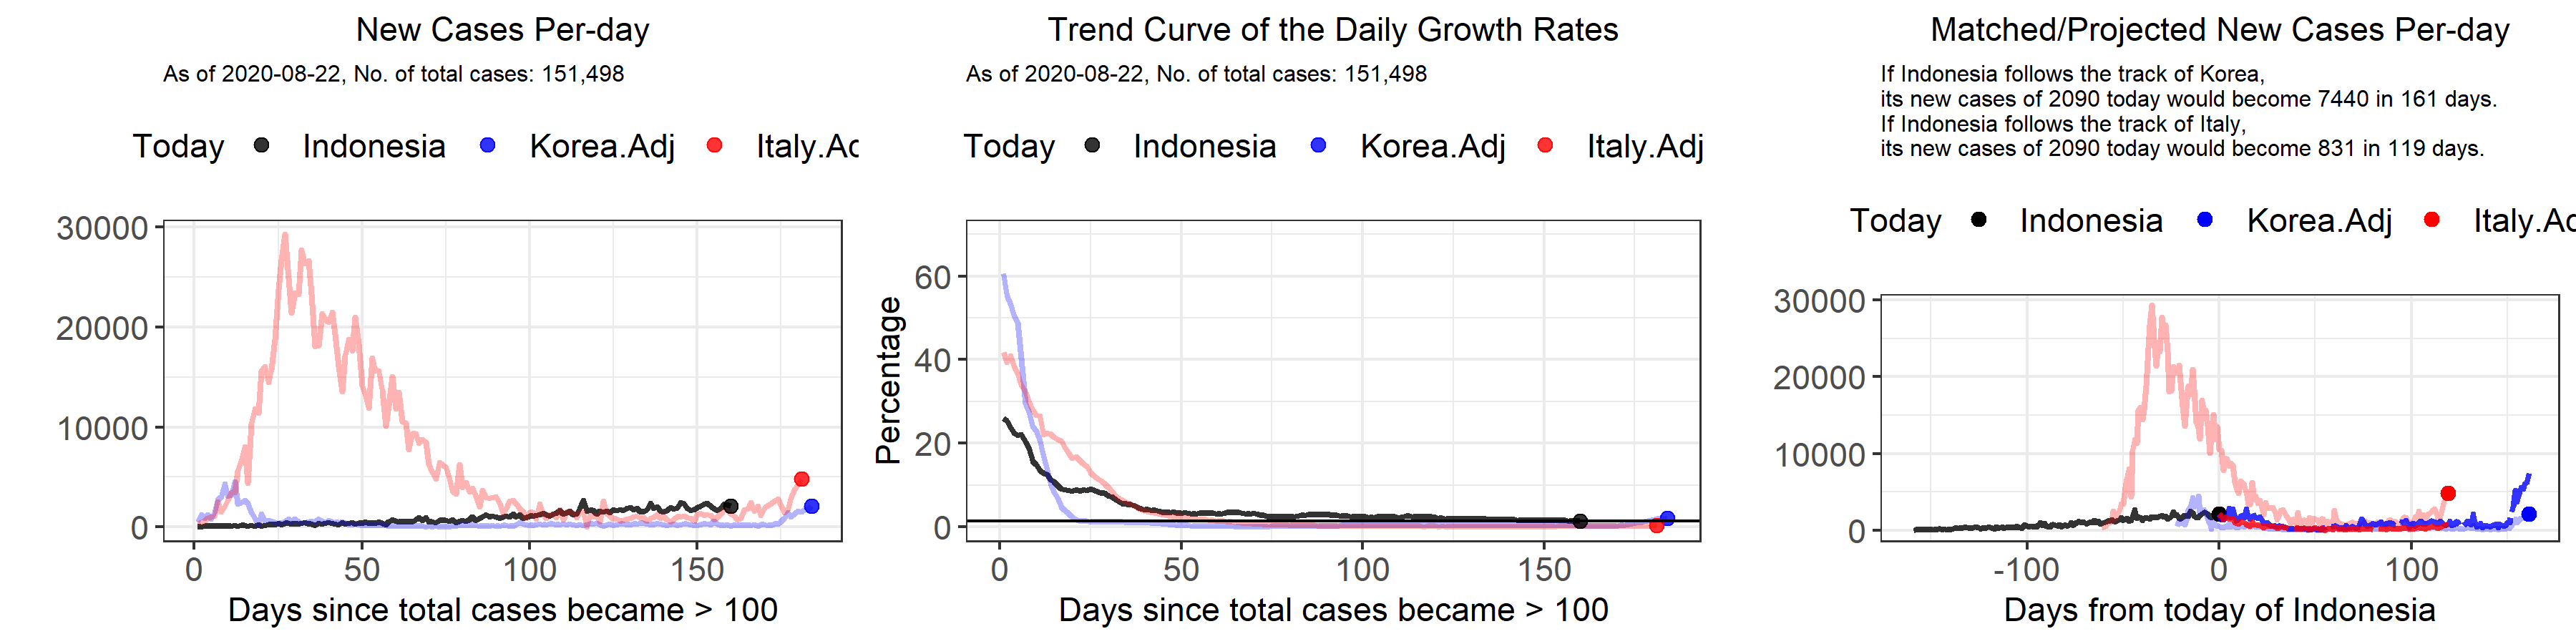 New Cases Per-day
As of 2020-08-22, No. of total cases: 151,498
Today Indonesia Korea.Adj Italy.Ac
30000
20000
10000
0
0 50 100 150
Days since total cases became > 100
Trend Curve of the Daily Growth Rates
As of 2020-08-22, No. of total cases: 151,498
Today Indonesia Korea.Adj Italy.Adj
Percentage
60
40
20
0
0 50 100 150
Days since total cases became > 100
Matched/Projected New Cases Per-day
If Indonesia follows the track of Korea,
its new cases of 2090 today would become 7440 in 161 days.
If Indonesia follows the track of Italy,
its new cases of 2090 today would become 831 in 119 days.
Today Indonesia Korea.Adj Italy.Ac
30000
20000
10000
0
-100 0 100
Days from today of Indonesia